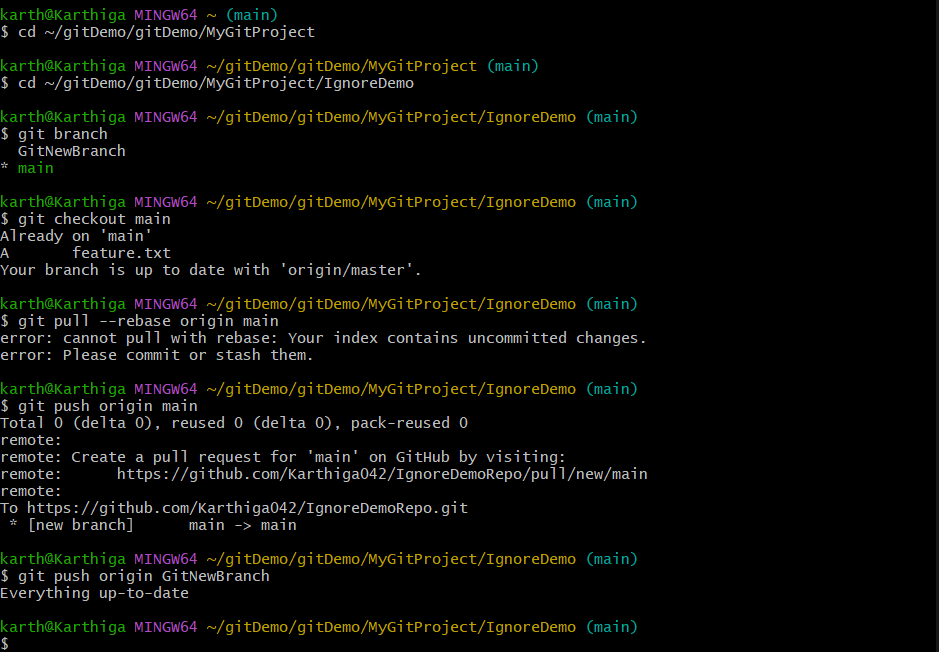 karth@Karthiga MINGW64 ~ (main)
$ cd ~/gitDemo/gitDemo/MyGitProject
karth@Karthiga MINGW64 ~/gitDemo/gitDemo/MyGitProject (main)
$ cd ~/gitDemo/gitDemo/MyGitProject/IgnoreDemo
karth@Karthiga MINGW64 ~/gitDemo/gitDemo/MyGitProject/IgnoreDemo (main)
$ git branch
  GitNewBranch
* main
karth@Karthiga MINGW64 ~/gitDemo/gitDemo/MyGitProject/IgnoreDemo (main)
$ git checkout main
Already on 'main'
A       feature.txt
Your branch is up to date with 'origin/master'.
karth@Karthiga MINGW64 ~/gitDemo/gitDemo/MyGitProject/IgnoreDemo (main)
$ git pull --rebase origin main
error: cannot pull with rebase: Your index contains uncommitted changes.
error: Please commit or stash them.
karth@Karthiga MINGW64 ~/gitDemo/gitDemo/MyGitProject/IgnoreDemo (main)
$ git push origin main
Total 0 (delta 0), reused 0 (delta 0), pack-reused 0
remote:
remote: Create a pull request for 'main' on GitHub by visiting:
remote:      https://github.com/Karthiga042/IgnoreDemoRepo/pull/new/main
remote:
To https://github.com/Karthiga042/IgnoreDemoRepo.git
 * [new branch]      main -> main
karth@Karthiga MINGW64 ~/gitDemo/gitDemo/MyGitProject/IgnoreDemo (main)
$ git push origin GitNewBranch
Everything up-to-date
karth@Karthiga MINGW64 ~/gitDemo/gitDemo/MyGitProject/IgnoreDemo (main)
$